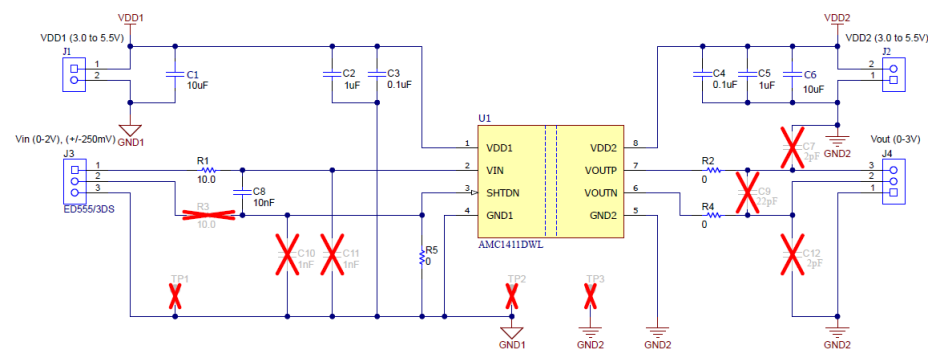 VDD1
VDD2
VDD1 (3.0 to 5.5V)
VDD2 (3.0 to 5.5V)
J1
J2
1
2
2
1
C1
10uF
C2
1uF
C3
0.1uF
C4
0.1uF
C5
1uF
C6
10uF
GND1
GND2
U1
Vin (0-2V), (+/-250mV)
Vout (0-3V)
J3
J4
1
2
3
3
2
1
ED555/3DS
R1
10.0
C8
10nF
R3
10.0
1
VDD1
VDD2
8
2
VIN
VOUTP
7
3
SHTDN
VOUTN
6
4
GND1
GND2
5
AMC1411DWL
R2
0
R4
0
C7
2pF
C9
22pF
C12
2pF
C10
1nF
C11
1nF
R5
0
TP1
TP2
TP3
GND1
GND2
GND2
GND2